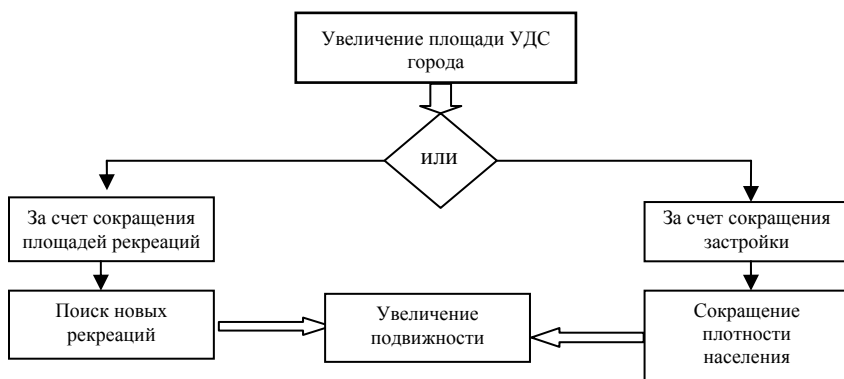 Увеличение площади УДС
города
или
За счет сокращения
площадей рекреаций
За счет сокращения
застройки
Поиск новых
рекреаций
Увеличение
подвижности
Сокращение
плотности
населения